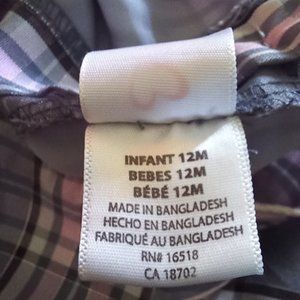 INFANT 12M
BEBES 12M
BÉBÉ 12M
MADE IN BANGLADESH
HECHO EN BANGLADESH
FABRIQUÉ AU BANGLADESH
RN# 16518
CA 18702